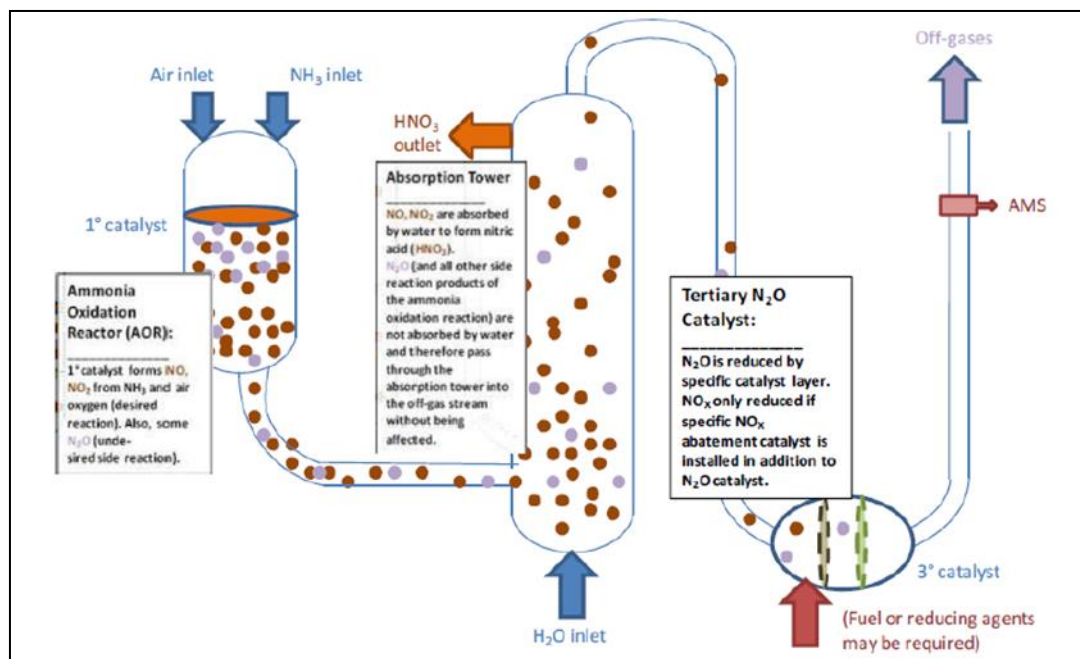 Air inlet
NH₃ inlet
1° catalyst
Ammonia
Oxidation
Reactor (AOR):
1° catalyst forms NO,
NO₂ from NH₃ and air
oxygen (desired
reaction). Also, some
N₂O (unde-
sired side reaction).
HNO₃
outlet
Absorption Tower
NO, NO₂ are absorbed
by water to form nitric
acid (HNO₃).
N₂O (and all other side
reaction products of
the ammonia
oxidation reaction) are
not absorbed by water
and therefore pass
through the
absorption tower into
the off-gas stream
without being
affected.
H₂O inlet
Tertiary N₂O
Catalyst:
N₂O is reduced by
specific catalyst layer.
NOₓ only reduced if
specific NOₓ
abatement catalyst is
installed in addition to
N₂O catalyst.
Off-gases
AMS
3° catalyst
(Fuel or reducing agents
may be required)